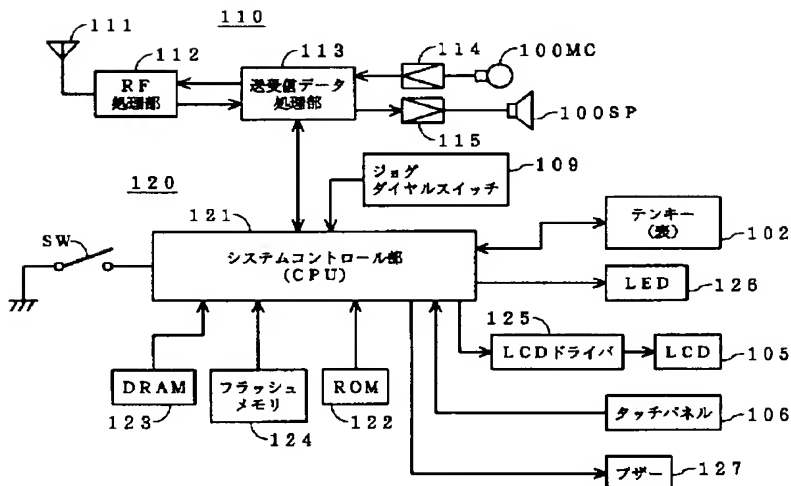 111
110
112
113
114
100MC
RF
処理部
送受信データ
処理部
115
100SP
120
ジョグ
ダイヤルスイッチ
109
121
SW
システムコントロール部
(CPU)
テンキー
(表)
102
LED
126
125
LCDドライバ
LCD
105
DRAM
123
フラッシュ
メモリ
124
ROM
122
タッチパネル
106
ブザー
127